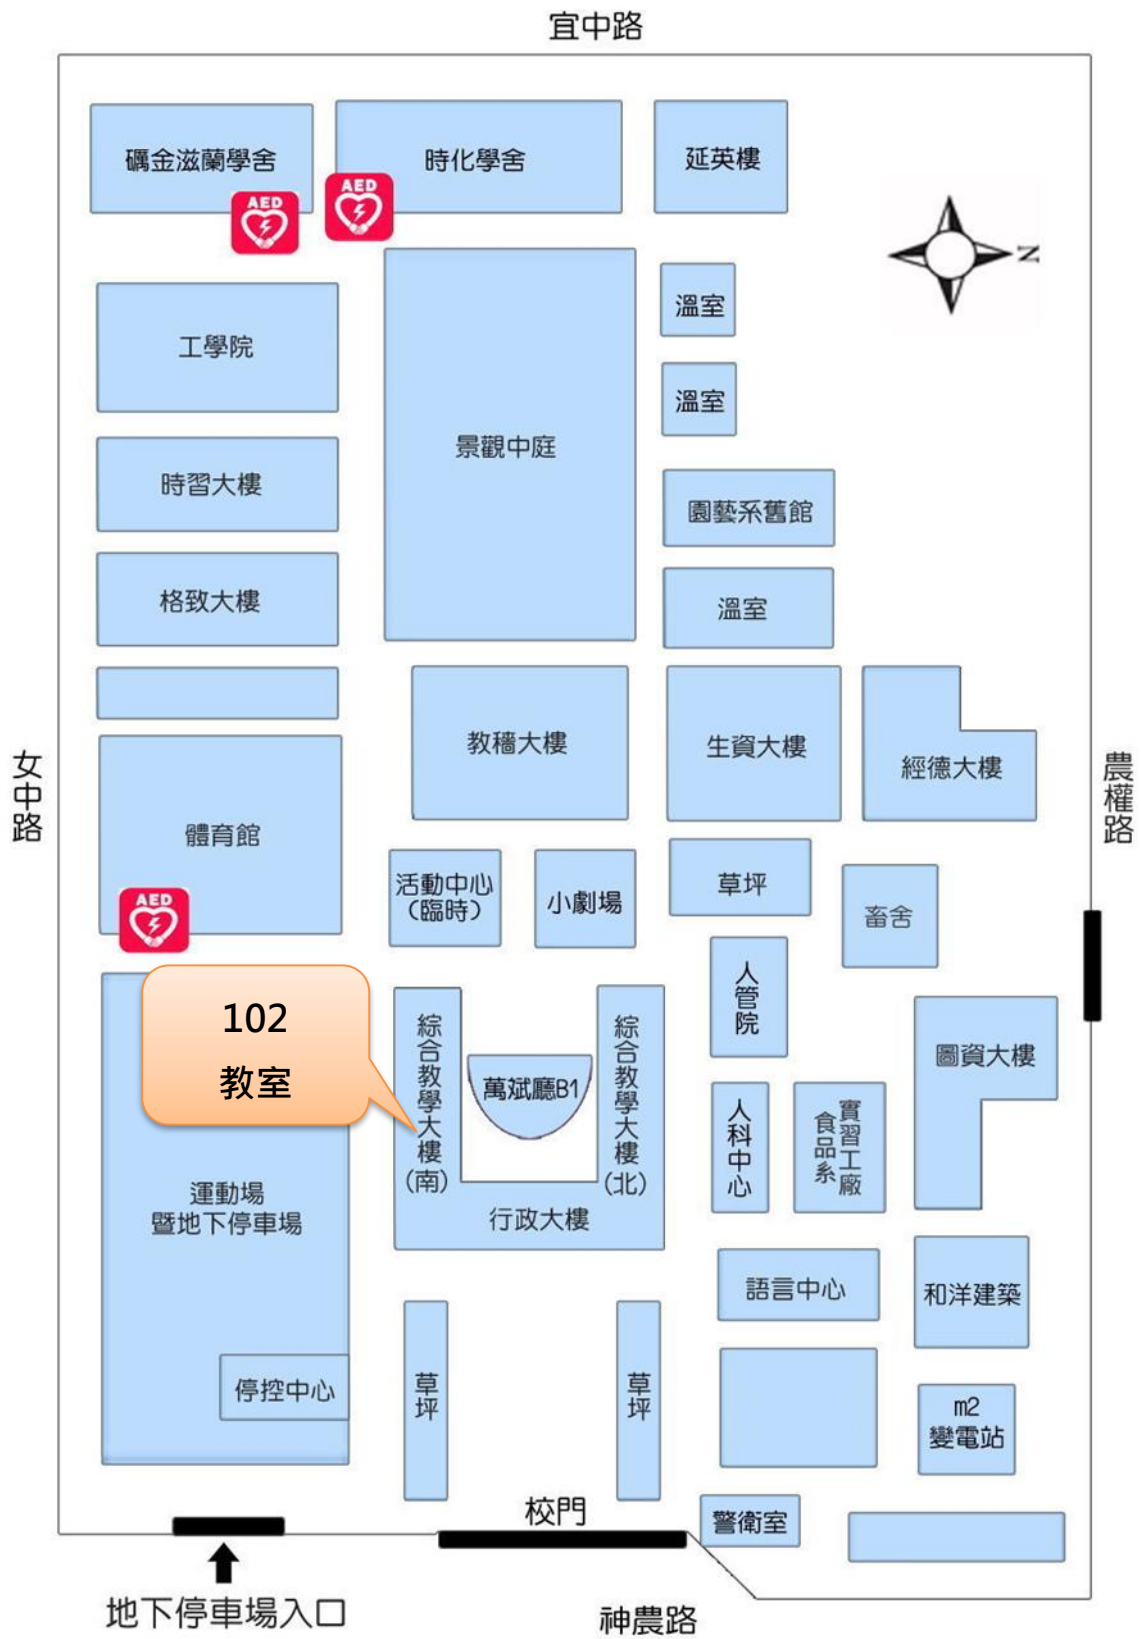 宜中路
礪金滋蘭學舍
時化學舍
延英樓
AED
AED
N
溫室
工學院
溫室
景觀中庭
時習大樓
園藝系舊館
格致大樓
溫室
教穡大樓
生資大樓
經德大樓
女中路
農權路
體育館
AED
活動中心
（臨時）
小劇場
草坪
畜舍
102
教室
綜合教學大樓
(南)
萬斌廳B1
綜合教學大樓
(北)
人管院
圖資大樓
人科中心
實習工廠
食品系
運動場
暨地下停車場
行政大樓
語言中心
和洋建築
停控中心
草坪
草坪
m2
變電站
校門
警衛室
地下停車場入口
神農路